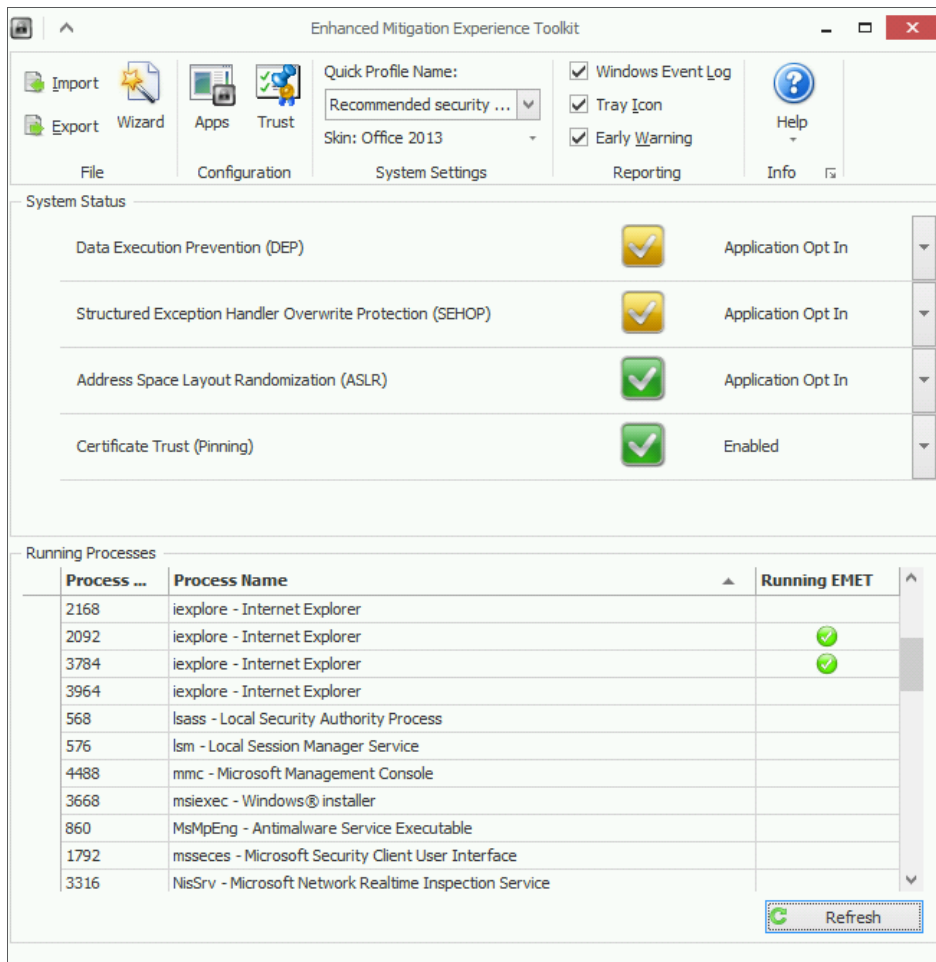 Enhanced Mitigation Experience Toolkit
Import
Export
Wizard
File
Apps
Trust
Configuration
Quick Profile Name:
Recommended security ...
Skin: Office 2013
System Settings
Windows Event Log
Tray Icon
Early Warning
Reporting
Help
Info
System Status
Data Execution Prevention (DEP) Application Opt In
Structured Exception Handler Overwrite Protection (SEHOP) Application Opt In
Address Space Layout Randomization (ASLR) Application Opt In
Certificate Trust (Pinning) Enabled
Running Processes
Process ... Process Name Running EMET
2168 iexplore - Internet Explorer
2092 iexplore - Internet Explorer
3784 iexplore - Internet Explorer
3964 iexplore - Internet Explorer
568 lsass - Local Security Authority Process
576 lsm - Local Session Manager Service
4488 mmc - Microsoft Management Console
3668 msiexec - Windows® installer
860 MsMpEng - Antimalware Service Executable
1792 msseces - Microsoft Security Client User Interface
3316 NisSrv - Microsoft Network Realtime Inspection Service
Refresh